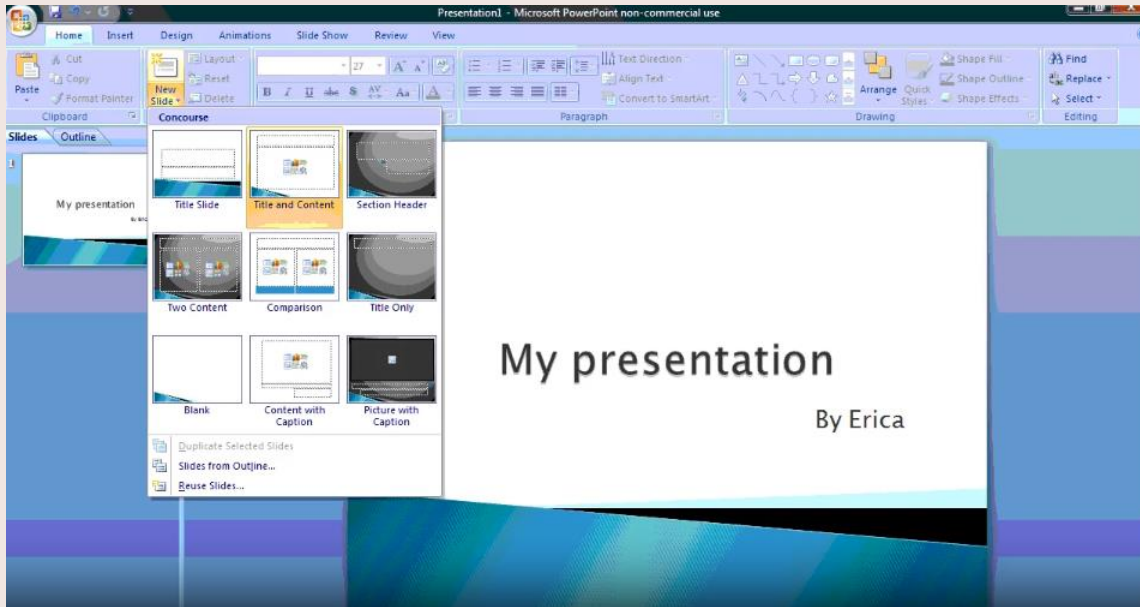 Presentation1 - Microsoft PowerPoint non-commercial use
Home Insert Design Animations Slide Show Review View
Paste
Cut
Copy
Format Painter
Clipboard
New
Slide
Layout
Reset
Delete
27 A A
B I U abe S AV Aa A
Text Direction
Align Text
Convert to SmartArt
Paragraph
Arrange
Quick
Styles
Shape Fill
Shape Outline
Shape Effects
Drawing
Find
Replace
Select
Editing
Slides Outline
1
My presentation
Concourse
Title Slide
Title and Content
Section Header
Two Content
Comparison
Title Only
Blank
Content with
Caption
Picture with
Caption
Duplicate Selected Slides
Slides from Outline...
Reuse Slides...
My presentation
By Erica